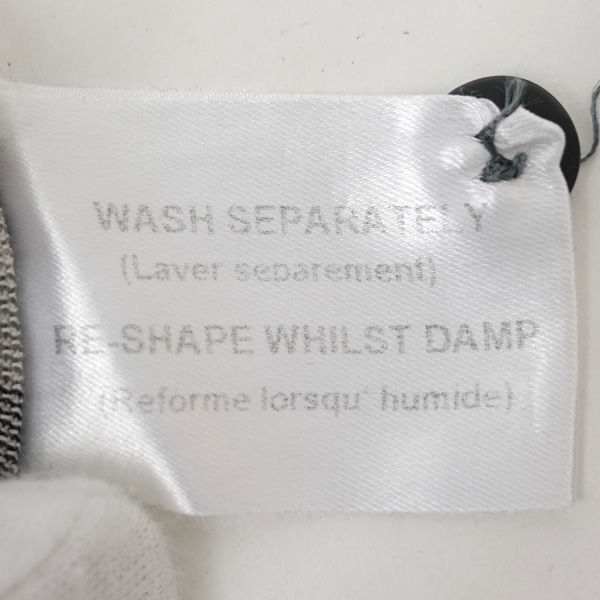 WASH SEPARATELY
(Laver separement)
RE-SHAPE WHILST DAMP
(Reforme lorsqu' humide)